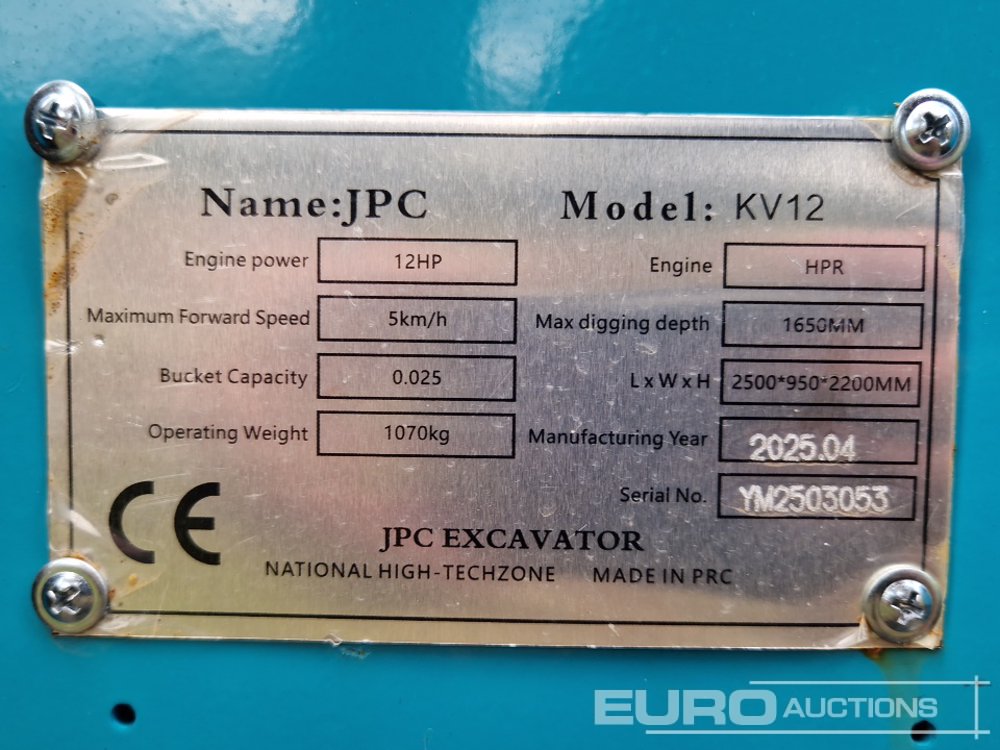 Name:JPC Model: KV12
Engine power 12HP Engine HPR
Maximum Forward Speed 5km/h Max digging depth 1650MM
Bucket Capacity 0.025 L x W x H 2500*950*2200MM
Operating Weight 1070kg Manufacturing Year 2025.04
Serial No. YM2503053
CE
JPC EXCAVATOR
NATIONAL HIGH-TECHZONE MADE IN PRC
EURO AUCTIONS